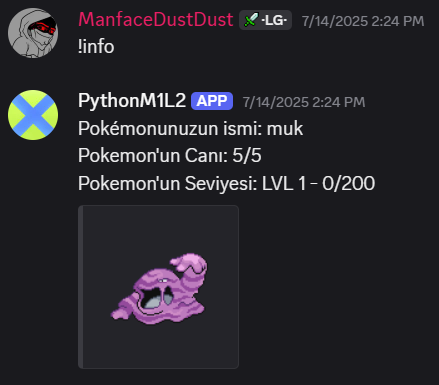 ManfaceDustDust -LG- 7/14/2025 2:24 PM
!info
PythonM1L2 APP 7/14/2025 2:24 PM
Pokémonunuzun ismi: muk
Pokemon'un Canı: 5/5
Pokemon'un Seviyesi: LVL 1 - 0/200